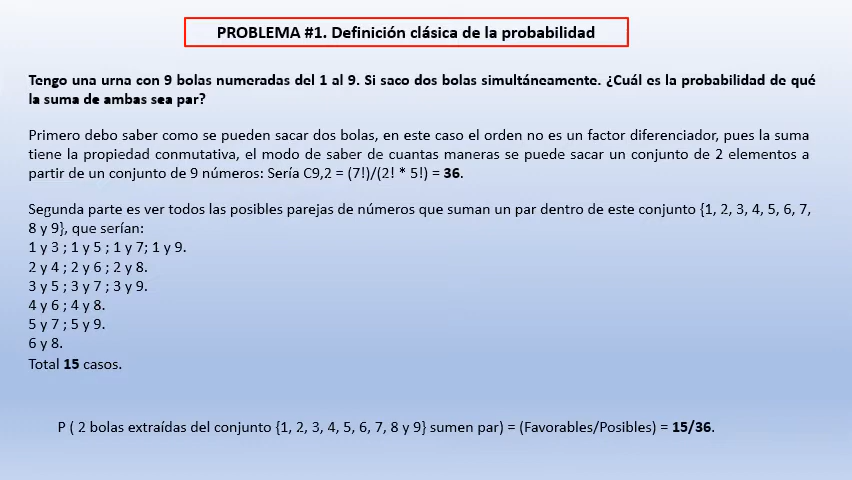 PROBLEMA #1. Definición clásica de la probabilidad
Tengo una urna con 9 bolas numeradas del 1 al 9. Si saco dos bolas simultáneamente. ¿Cuál es la probabilidad de qué
la suma de ambas sea par?
Primero debo saber como se pueden sacar dos bolas, en este caso el orden no es un factor diferenciador, pues la suma
tiene la propiedad conmutativa, el modo de saber de cuantas maneras se puede sacar un conjunto de 2 elementos a
partir de un conjunto de 9 números: Sería C9,2 = (7!)/(2! * 5!) = 36.
Segunda parte es ver todos las posibles parejas de números que suman un par dentro de este conjunto {1, 2, 3, 4, 5, 6, 7,
8 y 9}, que serían:
1 y 3 ; 1 y 5 ; 1 y 7; 1 y 9.
2 y 4 ; 2 y 6 ; 2 y 8.
3 y 5 ; 3 y 7 ; 3 y 9.
4 y 6 ; 4 y 8.
5 y 7 ; 5 y 9.
6 y 8.
Total 15 casos.
P ( 2 bolas extraídas del conjunto {1, 2, 3, 4, 5, 6, 7, 8 y 9} sumen par) = (Favorables/Posibles) = 15/36.